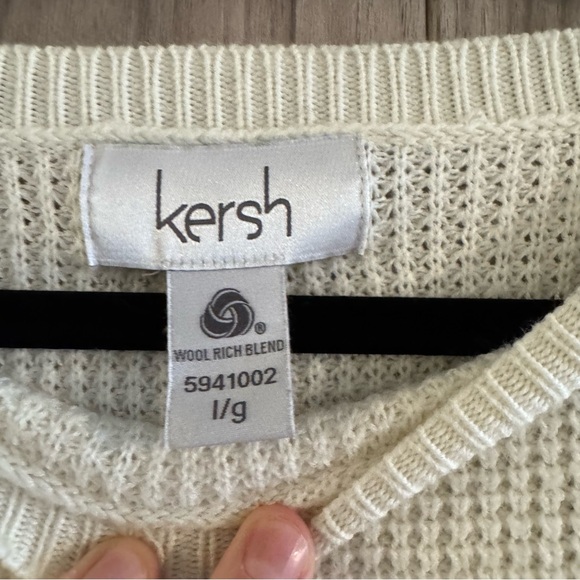 kersh
®
WOOL RICH BLEND
5941002
l/g